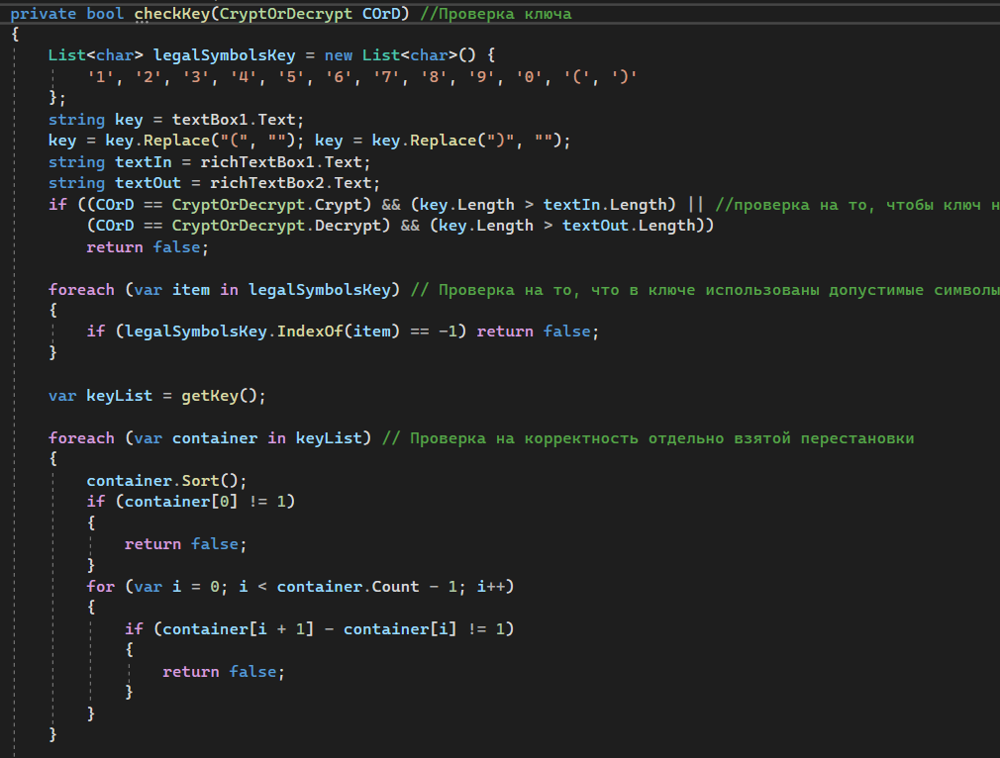 private bool checkKey(CryptOrDecrypt COrD) //Проверка ключа
{
    List<char> legalSymbolsKey = new List<char>() {
        '1', '2', '3', '4', '5', '6', '7', '8', '9', '0', '(', ')'
    };
    string key = textBox1.Text;
    key = key.Replace("(", ""); key = key.Replace(")", "");
    string textIn = richTextBox1.Text;
    string textOut = richTextBox2.Text;
    if ((COrD == CryptOrDecrypt.Crypt) && (key.Length > textIn.Length) || //проверка на то, чтобы ключ
        (COrD == CryptOrDecrypt.Decrypt) && (key.Length > textOut.Length))
        return false;
    foreach (var item in legalSymbolsKey) // Проверка на то, что в ключе использованы допустимые символы
    {
        if (legalSymbolsKey.IndexOf(item) == -1) return false;
    }
    var keyList = getKey();
    foreach (var container in keyList) // Проверка на корректность отдельно взятой перестановки
    {
        container.Sort();
        if (container[0] != 1)
        {
            return false;
        }
        for (var i = 0; i < container.Count - 1; i++)
        {
            if (container[i + 1] - container[i] != 1)
            {
                return false;
            }
        }
    }